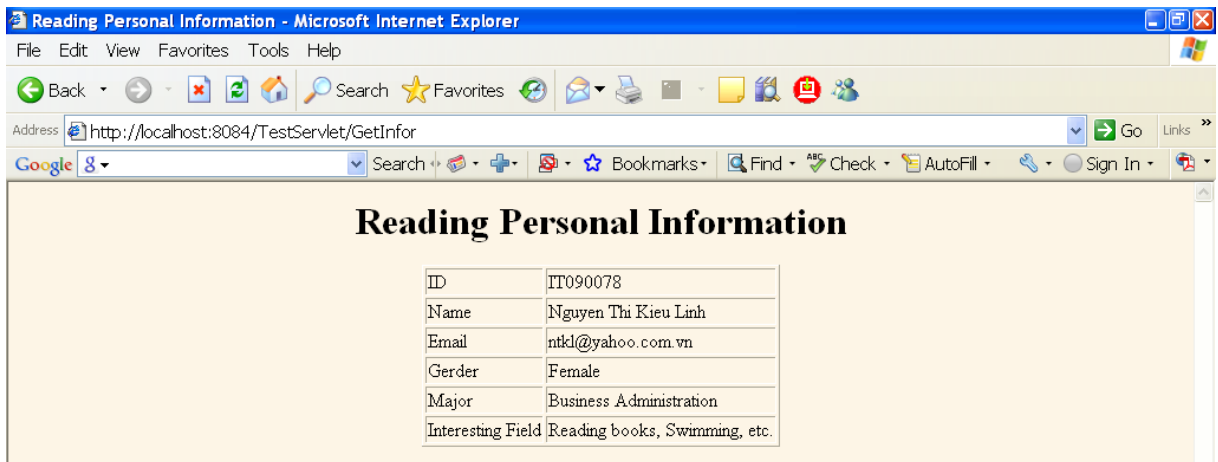 Reading Personal Information - Microsoft Internet Explorer
File Edit View Favorites Tools Help
Back Search Favorites
Address http://localhost:8084/TestServlet/GetInfor Go Links »
Google Search Bookmarks Find ABC Check AutoFill Sign In
Reading Personal Information
ID IT090078
Name Nguyen Thi Kieu Linh
Email ntkl@yahoo.com.vn
Gerder Female
Major Business Administration
Interesting Field Reading books, Swimming, etc.